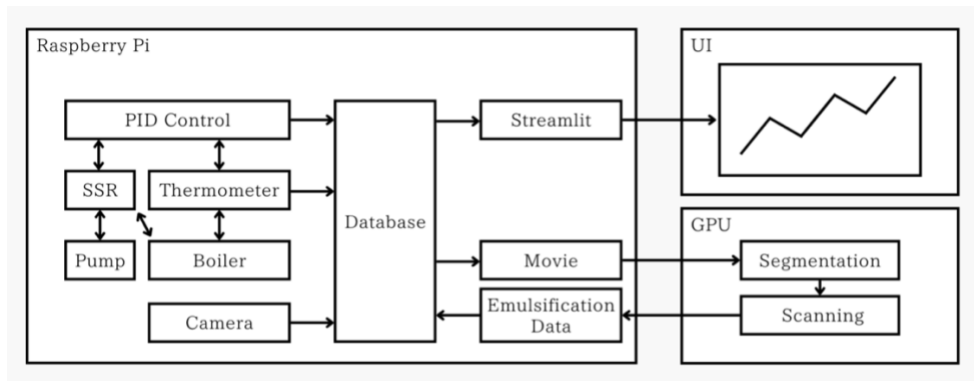 Raspberry Pi
UI
PID Control
Streamlit
SSR
Thermometer
Database
GPU
Pump
Boiler
Movie
Segmentation
Camera
Emulsification
Data
Scanning